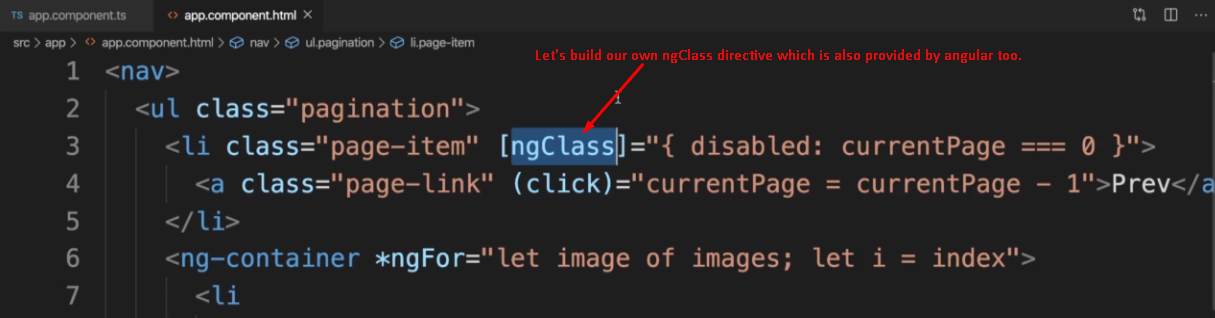 TS app.component.ts <> app.component.html ×
src > app > <> app.component.html > nav > ul.pagination > li.page-item
Let's build our own ngClass directive which is also provided by angular too.
1 <nav>
2 <ul class="pagination">
3 <li class="page-item" [ngClass]="{ disabled: currentPage === 0 }">
4 <a class="page-link" (click)="currentPage = currentPage - 1">Prev</a
5 </li>
6 <ng-container *ngFor="let image of images; let i = index">
7 <li